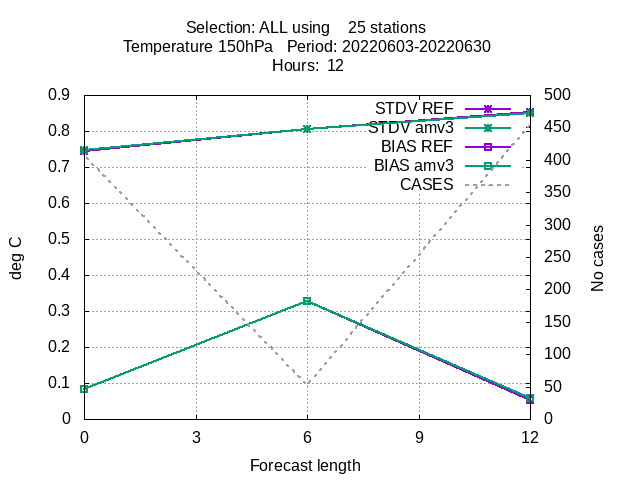 Selection: ALL using    25 stations
Temperature 150hPa   Period: 20220603-20220630
Hours:  12
0.9
0.8
0.7
0.6
0.5
0.4
0.3
0.2
0.1
0
deg C
STDV REF
STDV amv3
BIAS REF
BIAS amv3
CASES
500
450
400
350
300
250
200
150
100
50
0
No cases
0 3 6 9 12
Forecast length